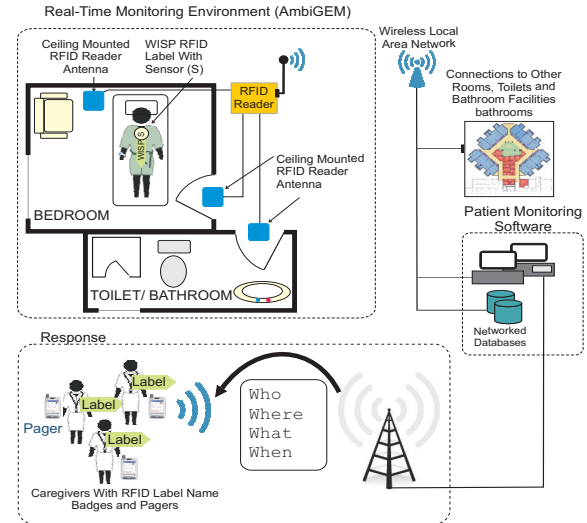 Real-Time Monitoring Environment (AmbiGEM)
Ceiling Mounted
RFID Reader
Antenna
WISP RFID
Label With
Sensor (S)
RFID
Reader
S
WISP
Ceiling Mounted
RFID Reader
Antenna
BEDROOM
TOILET/ BATHROOM
Wireless Local
Area Network
Connections to Other
Rooms, Toilets and
Bathroom Facilities
bathrooms
Patient Monitoring
Software
Networked
Databases
Response
Label
Label
Label
Pager
Caregivers With RFID Label Name
Badges and Pagers
Who
Where
What
When